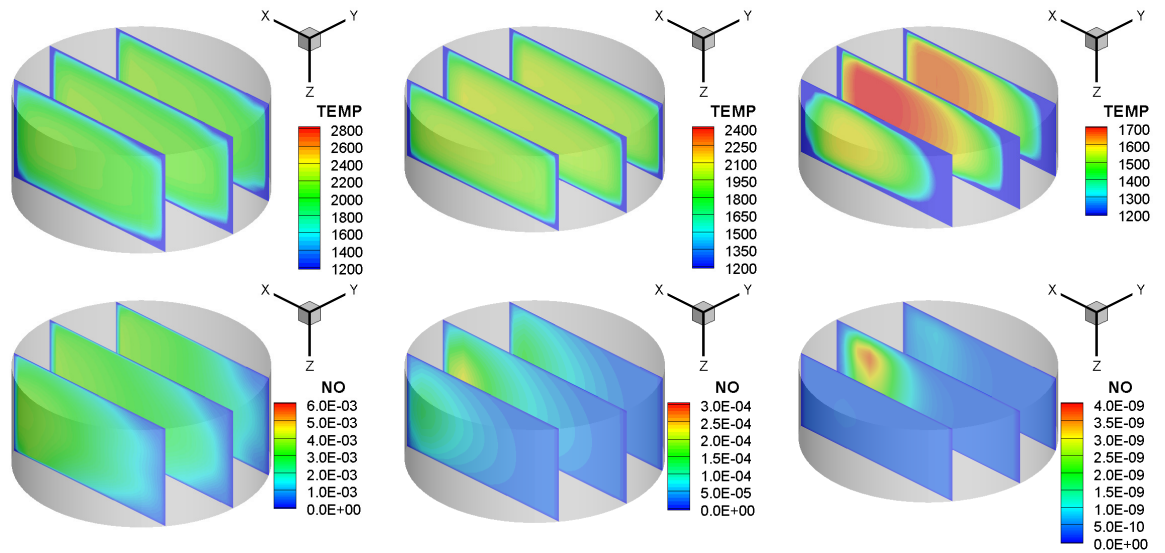 X Y
Z
TEMP
2800
2600
2400
2200
2000
1800
1600
1400
1200
X Y
Z
TEMP
2400
2250
2100
1950
1800
1650
1500
1350
1200
X Y
Z
TEMP
1700
1600
1500
1400
1300
1200
X Y
Z
NO
6.0E-03
5.0E-03
4.0E-03
3.0E-03
2.0E-03
1.0E-03
0.0E+00
X Y
Z
NO
3.0E-04
2.5E-04
2.0E-04
1.5E-04
1.0E-04
5.0E-05
0.0E+00
X Y
Z
NO
4.0E-09
3.5E-09
3.0E-09
2.5E-09
2.0E-09
1.5E-09
1.0E-09
5.0E-10
0.0E+00